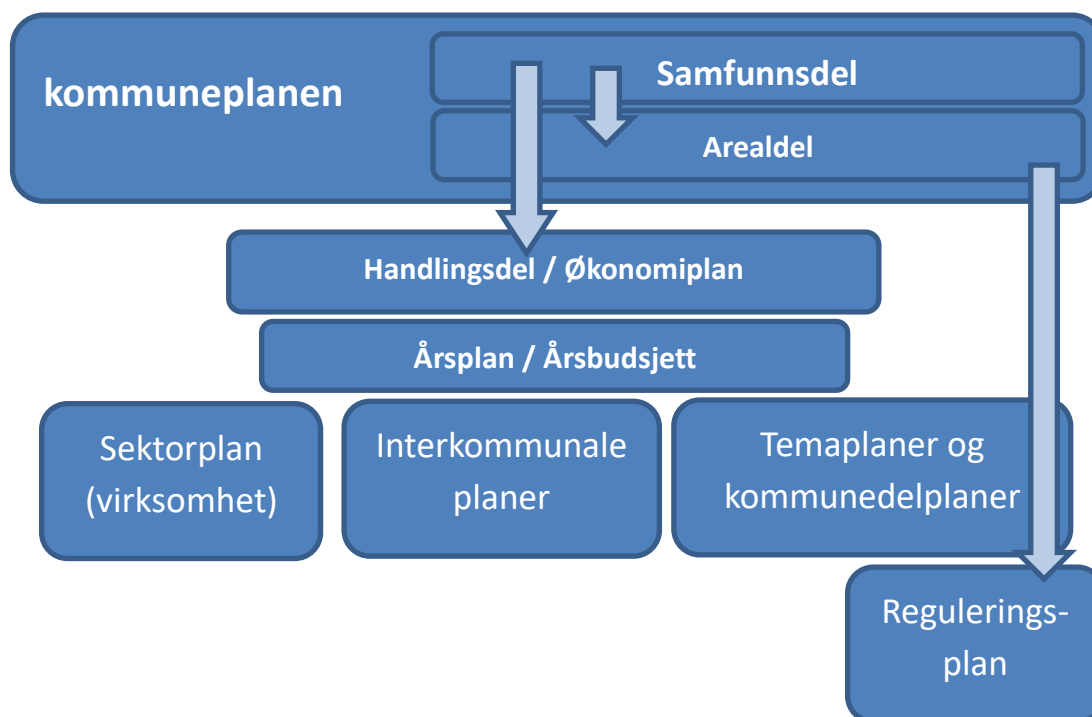 kommuneplanen
Samfunnsdel
Arealdel
Handlingsdel / Økonomiplan
Årsplan / Årsbudsjett
Sektorplan
(virksomhet)
Interkommunale
planer
Temaplaner og
kommunedelplaner
Regulerings-
plan